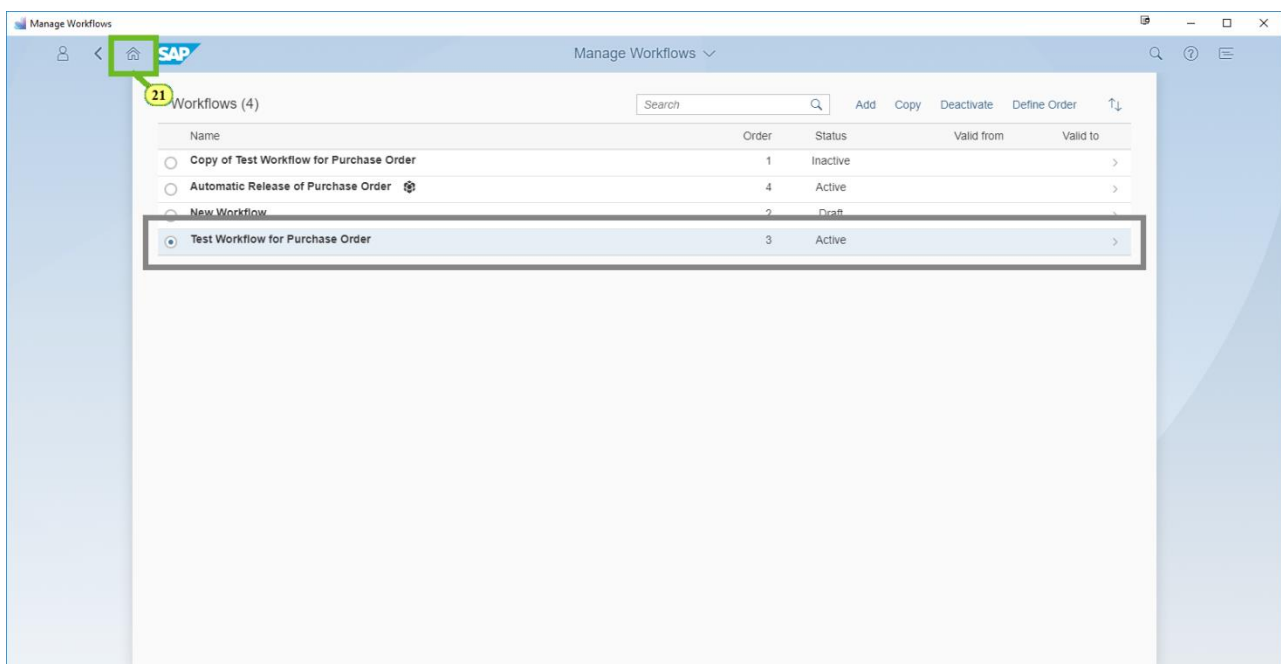 Manage Workflows
SAP Manage Workflows
21
Workflows (4) Search Add Copy Deactivate Define Order
Name Order Status Valid from Valid to
Copy of Test Workflow for Purchase Order 1 Inactive
Automatic Release of Purchase Order 4 Active
New Workflow 2 Draft
Test Workflow for Purchase Order 3 Active